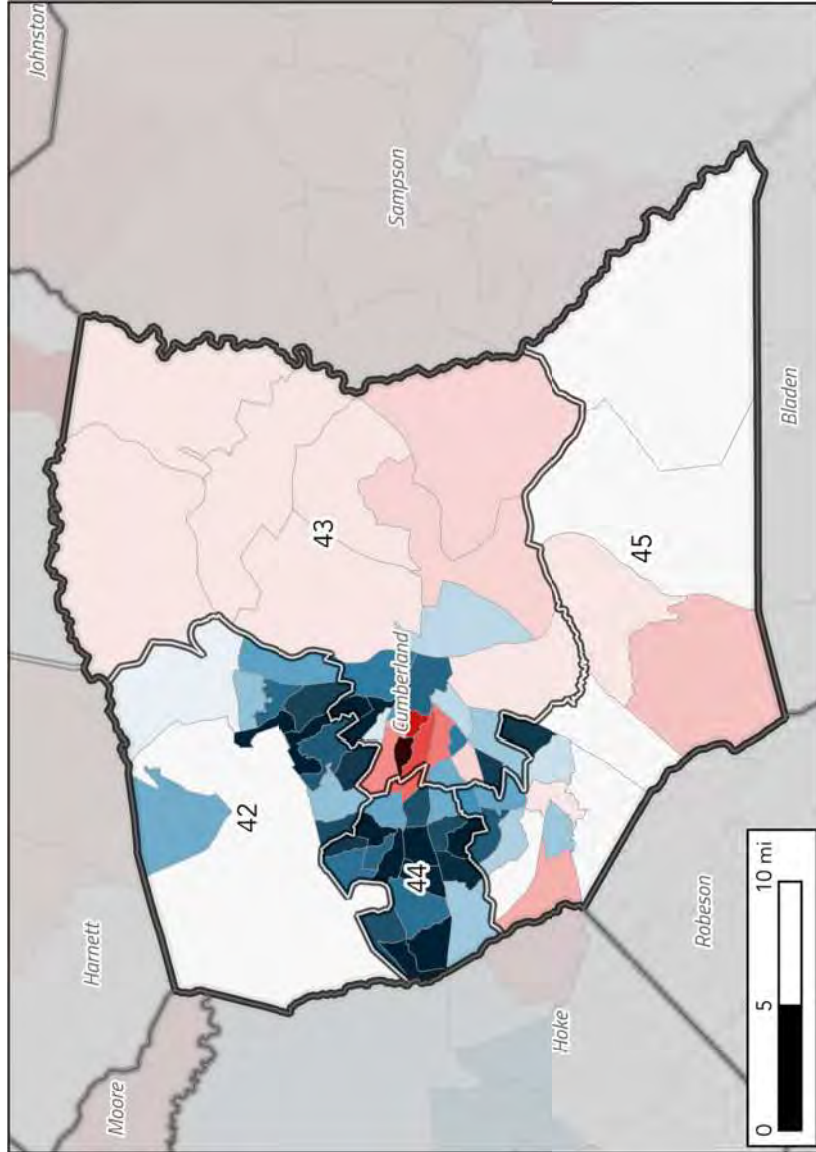 Johnston
Harnett
Moore
Sampson
42
43
Cumberland
44
45
Hoke
Robeson
Bladen
0 5 10 mi